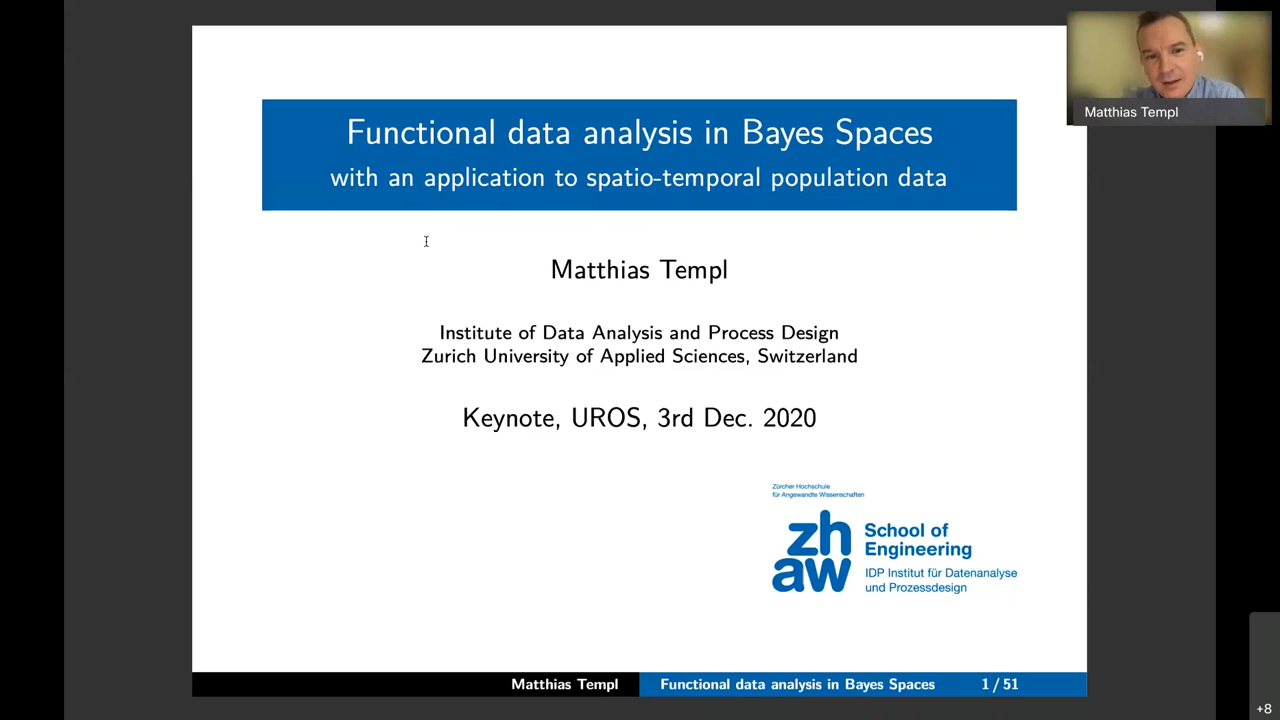 Functional data analysis in Bayes Spaces
with an application to spatio-temporal population data
Matthias Templ
Institute of Data Analysis and Process Design
Zurich University of Applied Sciences, Switzerland
Keynote, UROS, 3rd Dec. 2020
Zürcher Hochschule
für Angewandte Wissenschaften
zh
aw
School of
Engineering
IDP Institut für Datenanalyse
und Prozessdesign
Matthias Templ
Functional data analysis in Bayes Spaces
1 / 51
Matthias Templ
+8